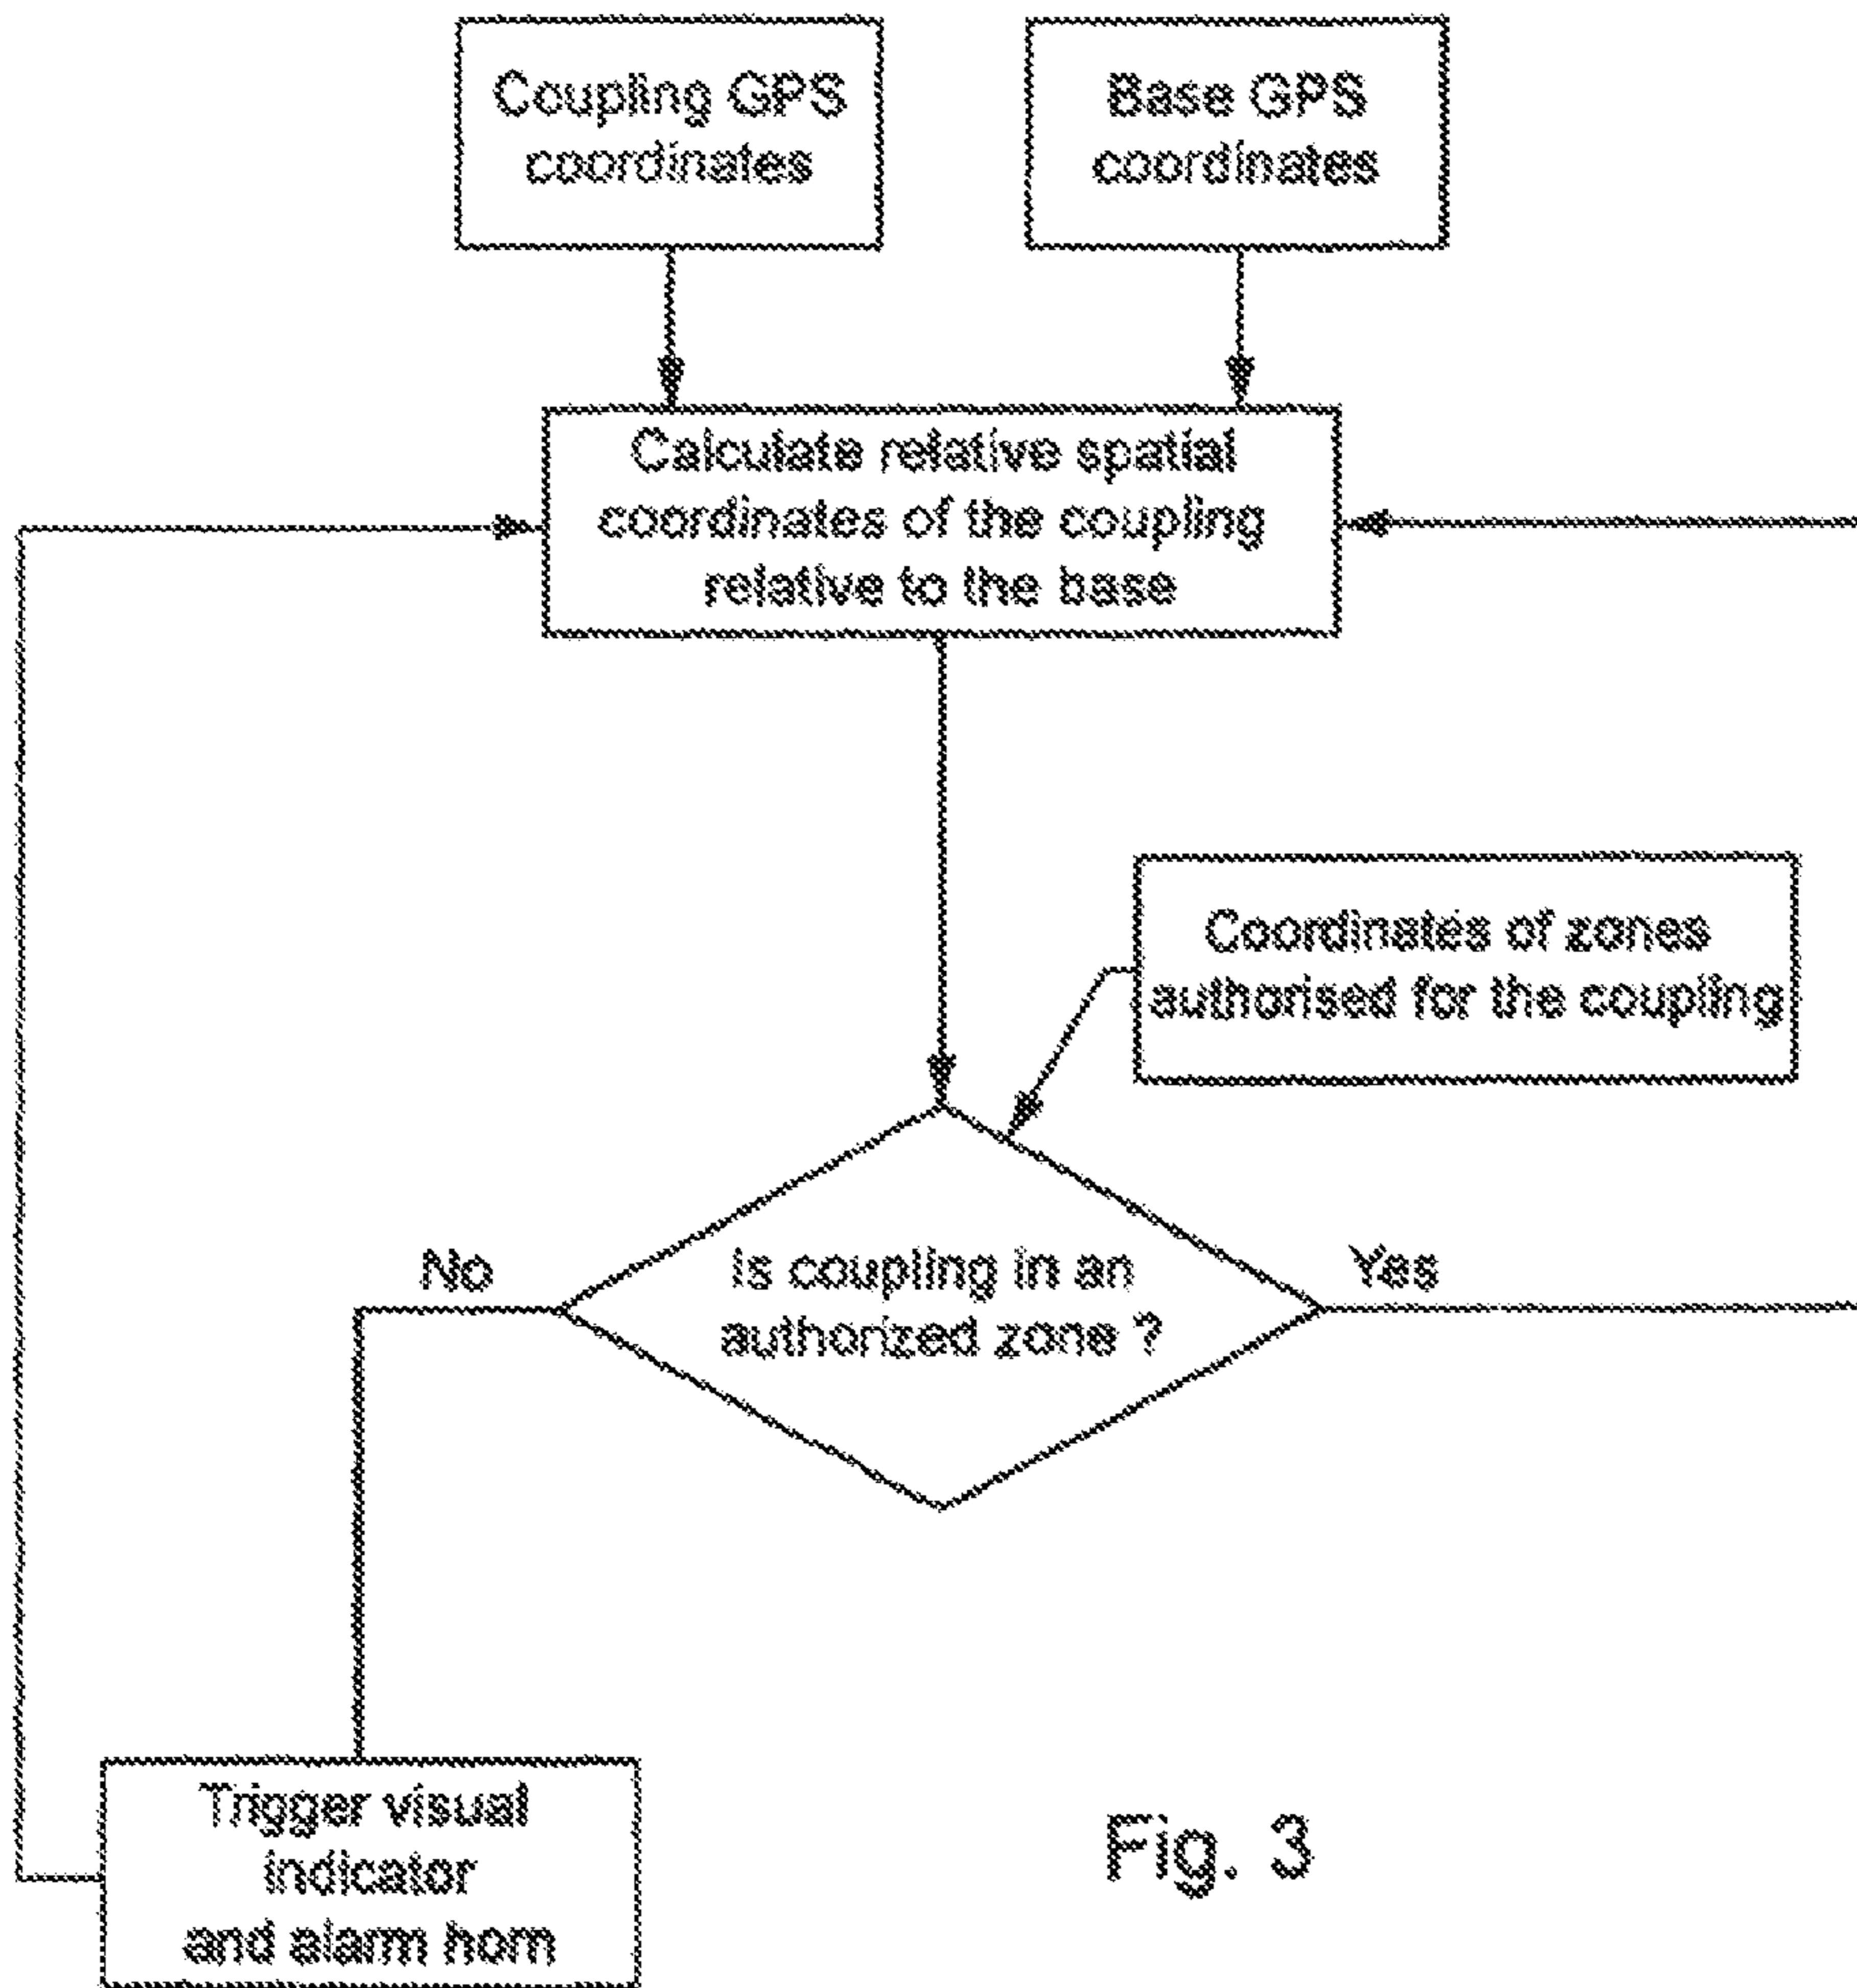 Coupling GPS
coordinates
Base GPS
coordinates
Calculate relative spatial
coordinates of the coupling
relative to the base
Coordinates of zones
authorised for the coupling
No
Is coupling in an
authorized zone ?
Yes
Trigger visual
indicator
and alarm horn
Fig. 3